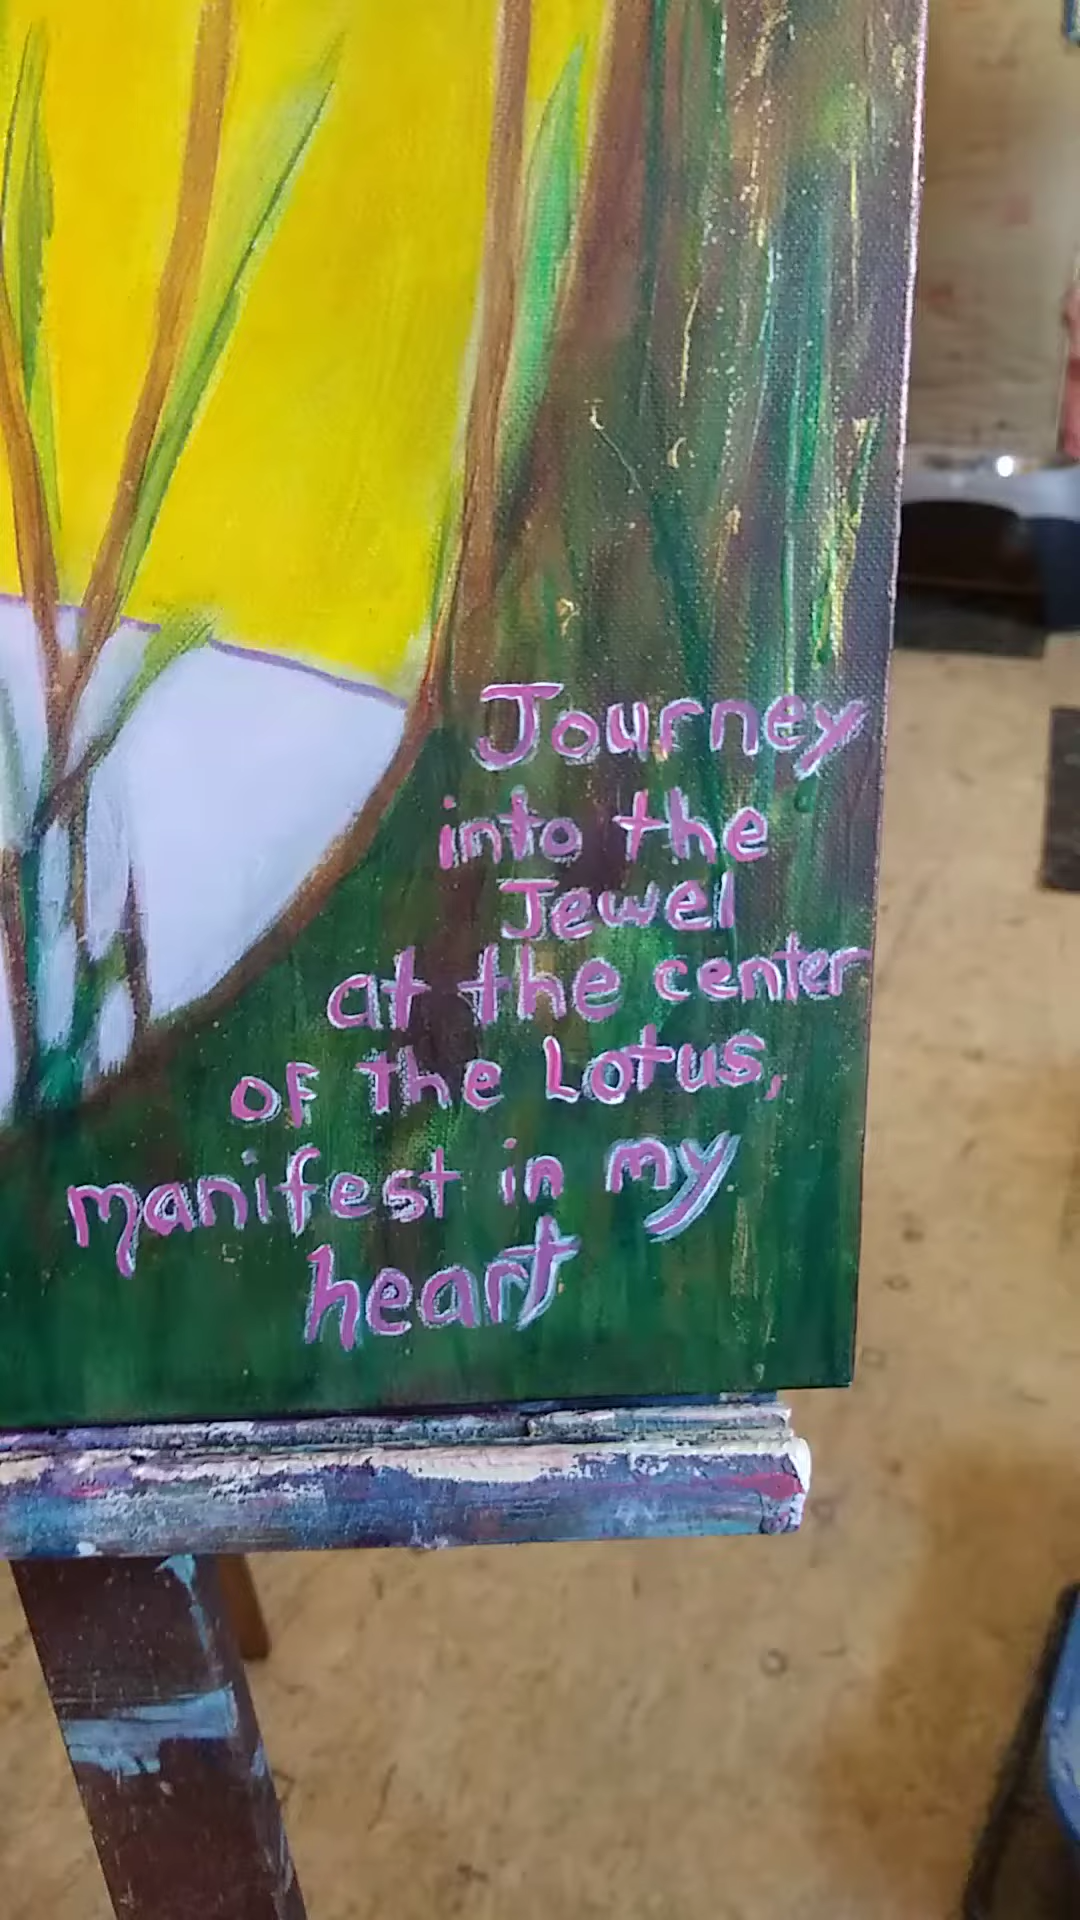 Journey
into the
Jewel
at the center
of the Lotus,
manifest in my
heart